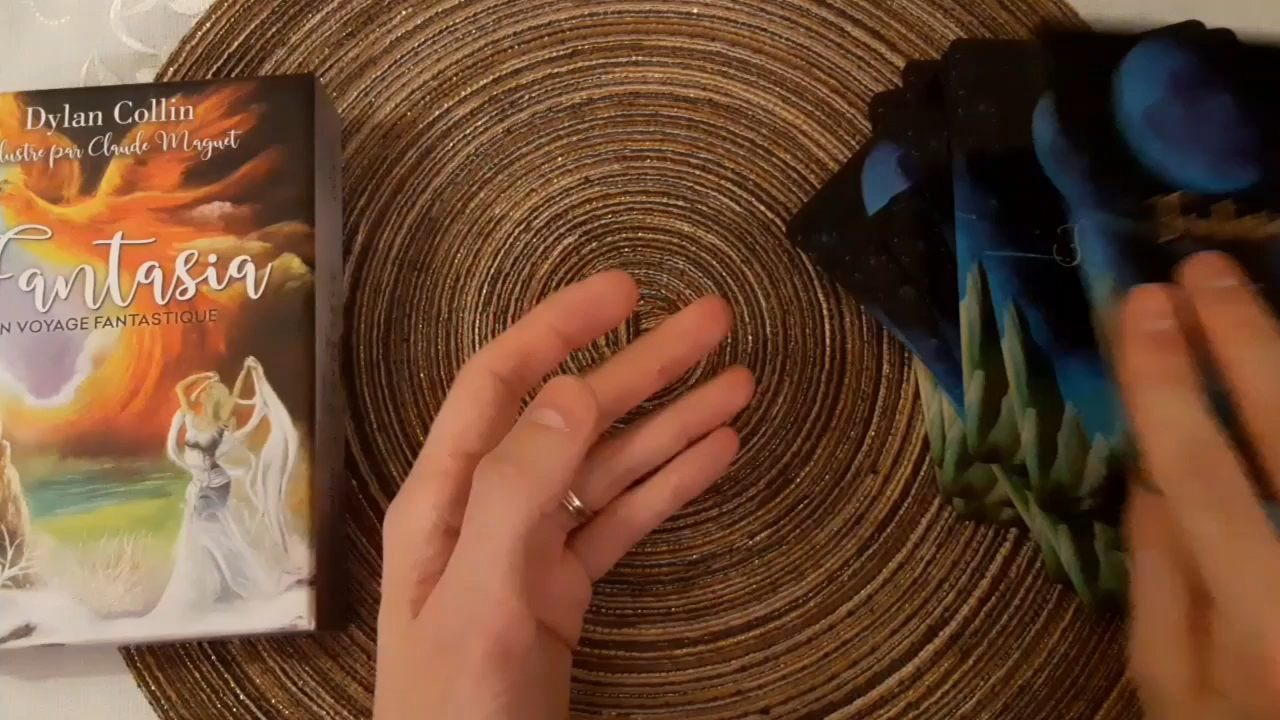 Dylan Collin
lustré par Claude Maguet
Fantasia
N VOYAGE FANTASTIQUE